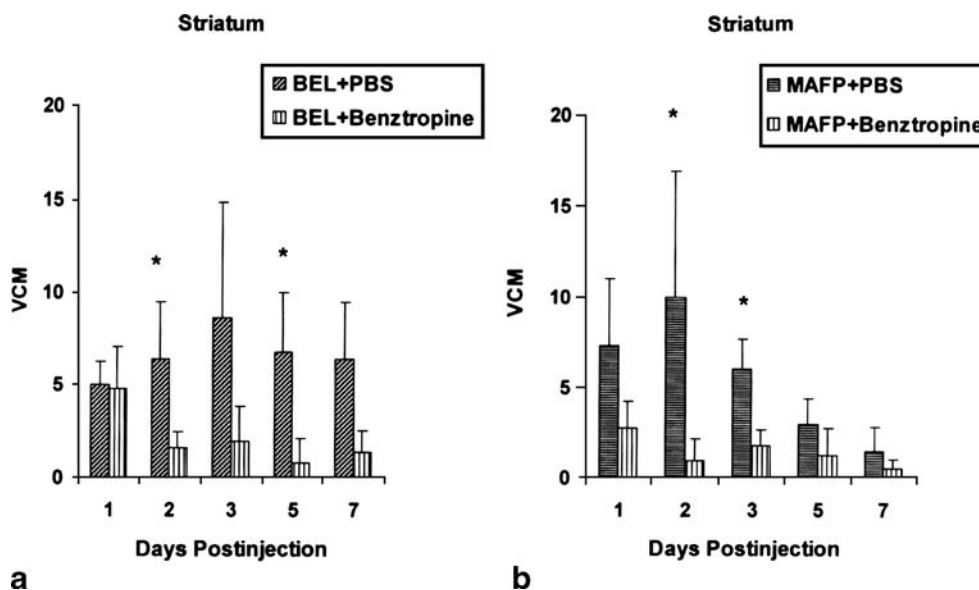 Striatum
BEL+PBS
BEL+Benztropine
20
15
10
5
0
VCM
*
*
1 2 3 5 7
Days Postinjection
a
Striatum
MAFP+PBS
MAFP+Benztropine
20
15
10
5
0
VCM
*
*
1 2 3 5 7
Days Postinjection
b